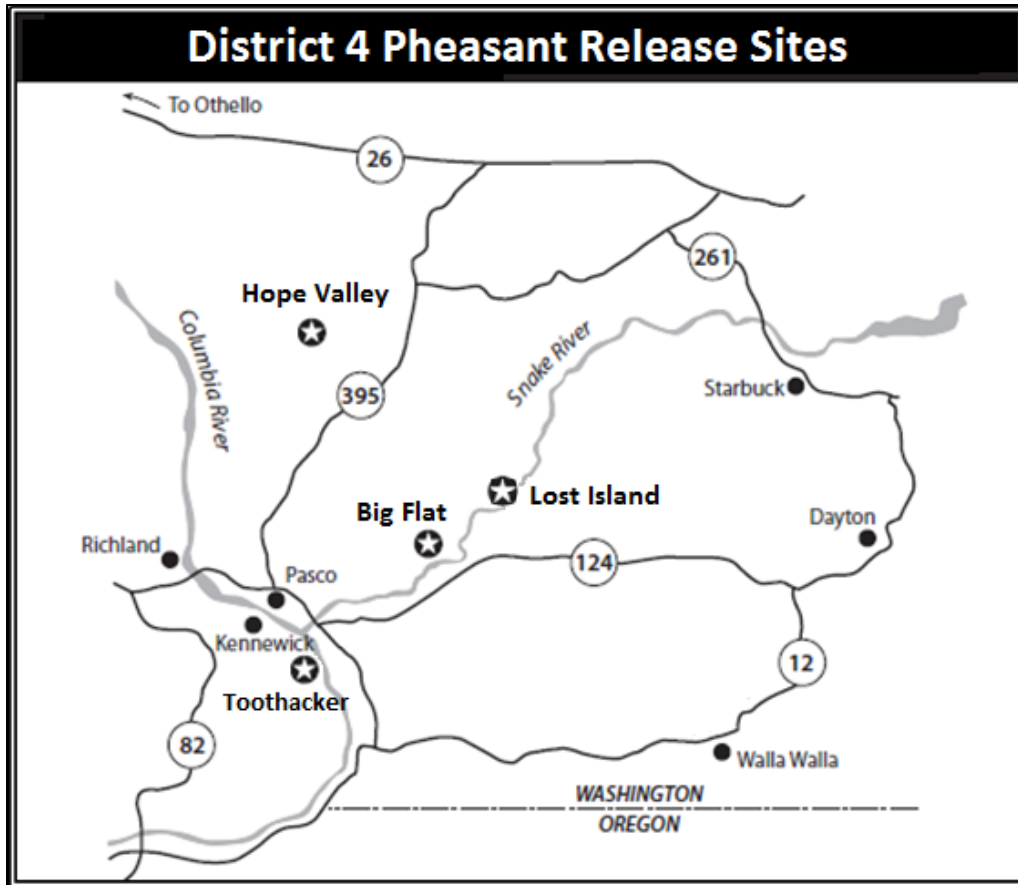 District 4 Pheasant Release Sites
To Othello
26
261
Hope Valley
Columbia River
Snake River
395
Starbuck
Lost Island
Big Flat
Dayton
Richland
124
Pasco
Kennewick
12
Toothacker
82
Walla Walla
WASHINGTON
OREGON